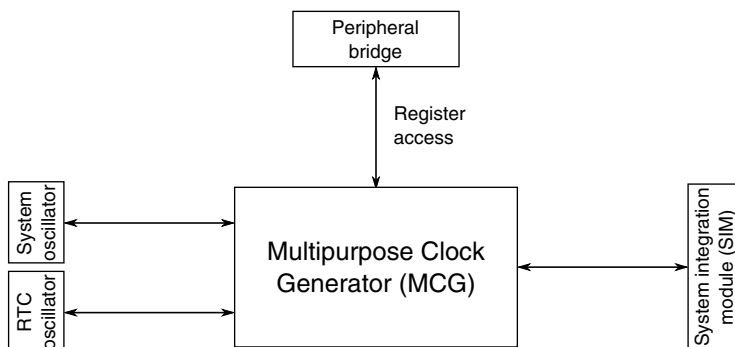 Peripheral
bridge
Register
access
System
oscillator
Multipurpose Clock
Generator (MCG)
RTC
oscillator
System integration
module (SIM)